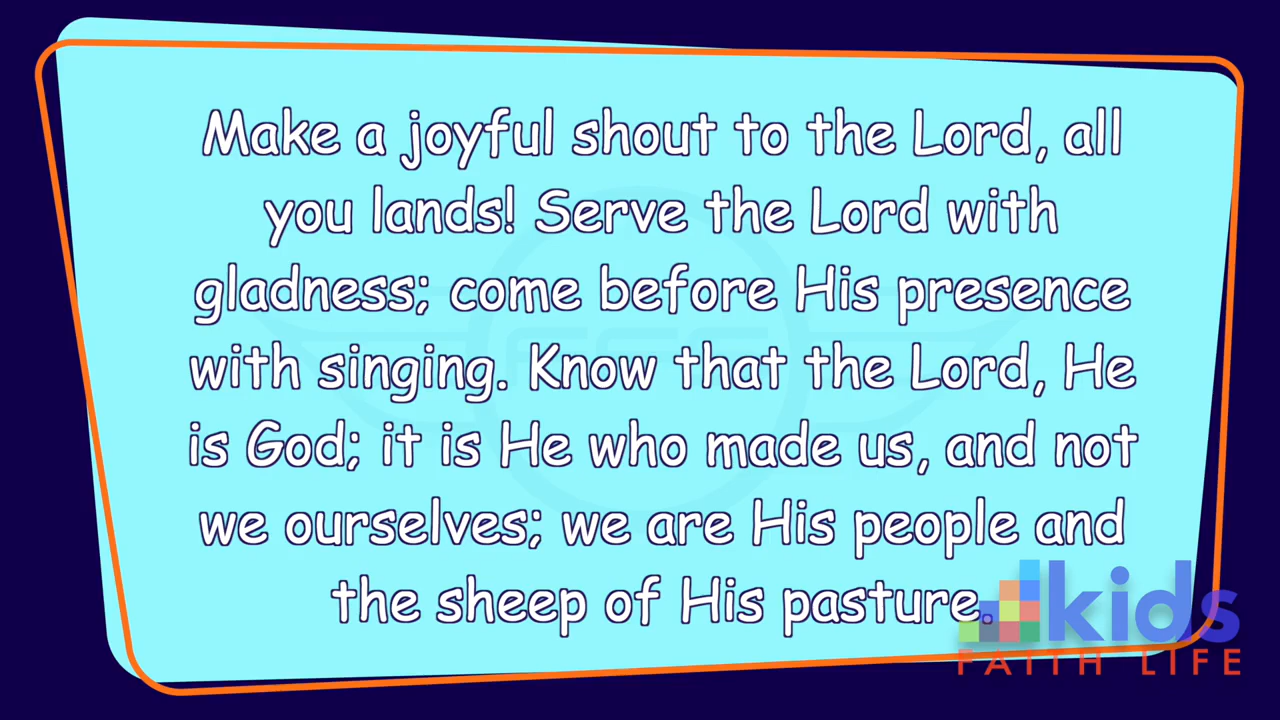 Make a joyful shout to the Lord, all
you lands! Serve the Lord with
gladness; come before His presence
with singing. Know that the Lord, He
is God; it is He who made us, and not
we ourselves; we are His people and
the sheep of His pasture.
kids
FAITH LIFE